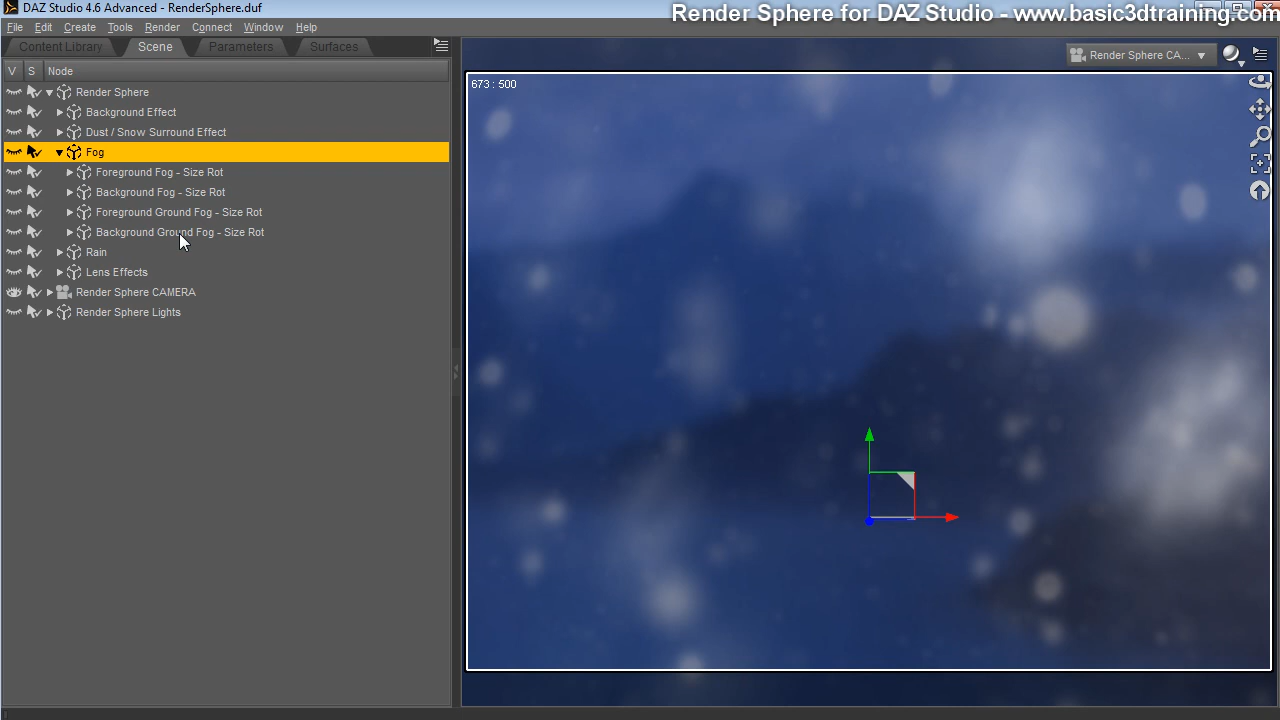 DAZ Studio 4.6 Advanced - RenderSphere.duf
Render Sphere for DAZ Studio - www.basic3dtraining.com
File Edit Create Tools Render Connect Window Help
Content Library Scene Parameters Surfaces
Render Sphere CA...
V S Node
673 : 500
Render Sphere
Background Effect
Dust / Snow Surround Effect
Fog
Foreground Fog - Size Rot
Background Fog - Size Rot
Foreground Ground Fog - Size Rot
Background Ground Fog - Size Rot
Rain
Lens Effects
Render Sphere CAMERA
Render Sphere Lights